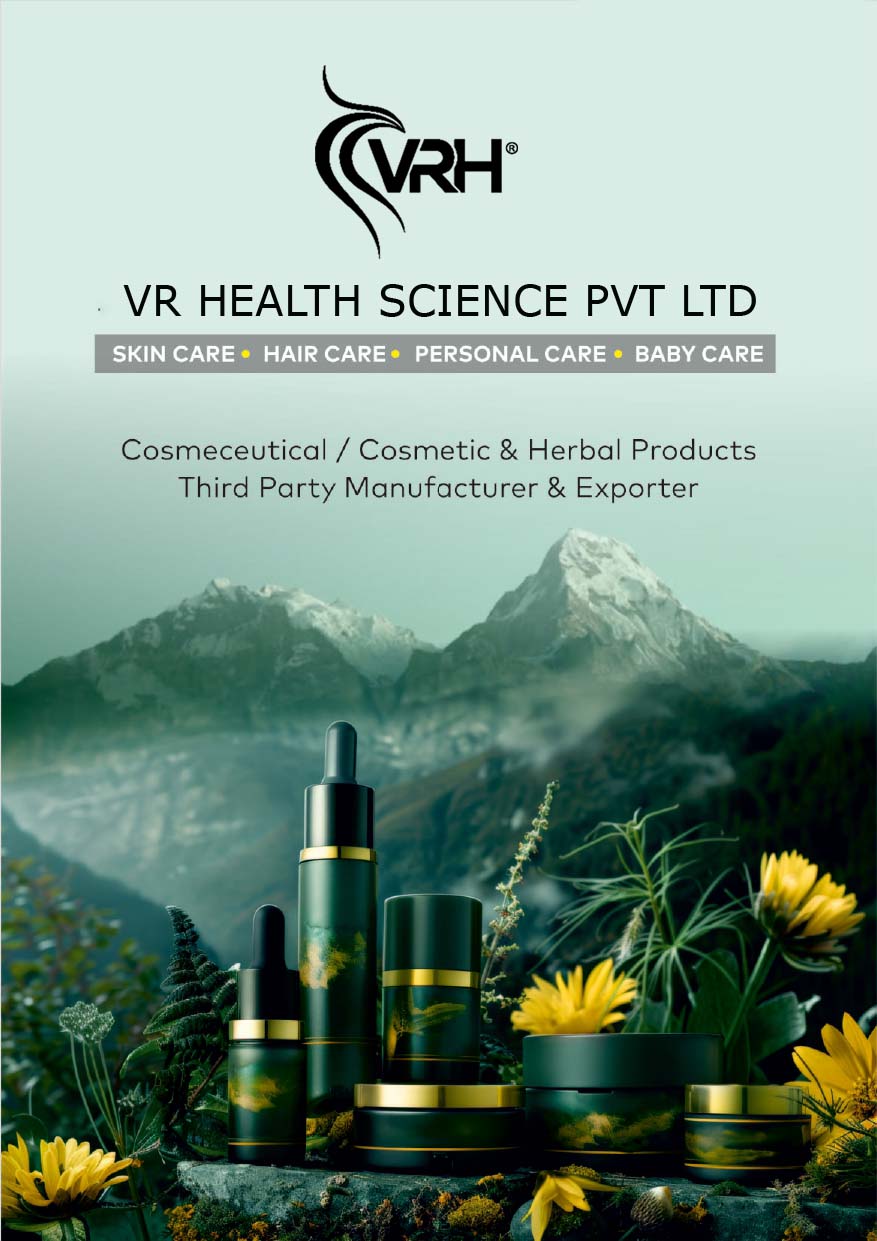 VRH®
VR HEALTH SCIENCE PVT LTD
SKIN CARE • HAIR CARE • PERSONAL CARE • BABY CARE
Cosmeceutical / Cosmetic & Herbal Products
Third Party Manufacturer & Exporter